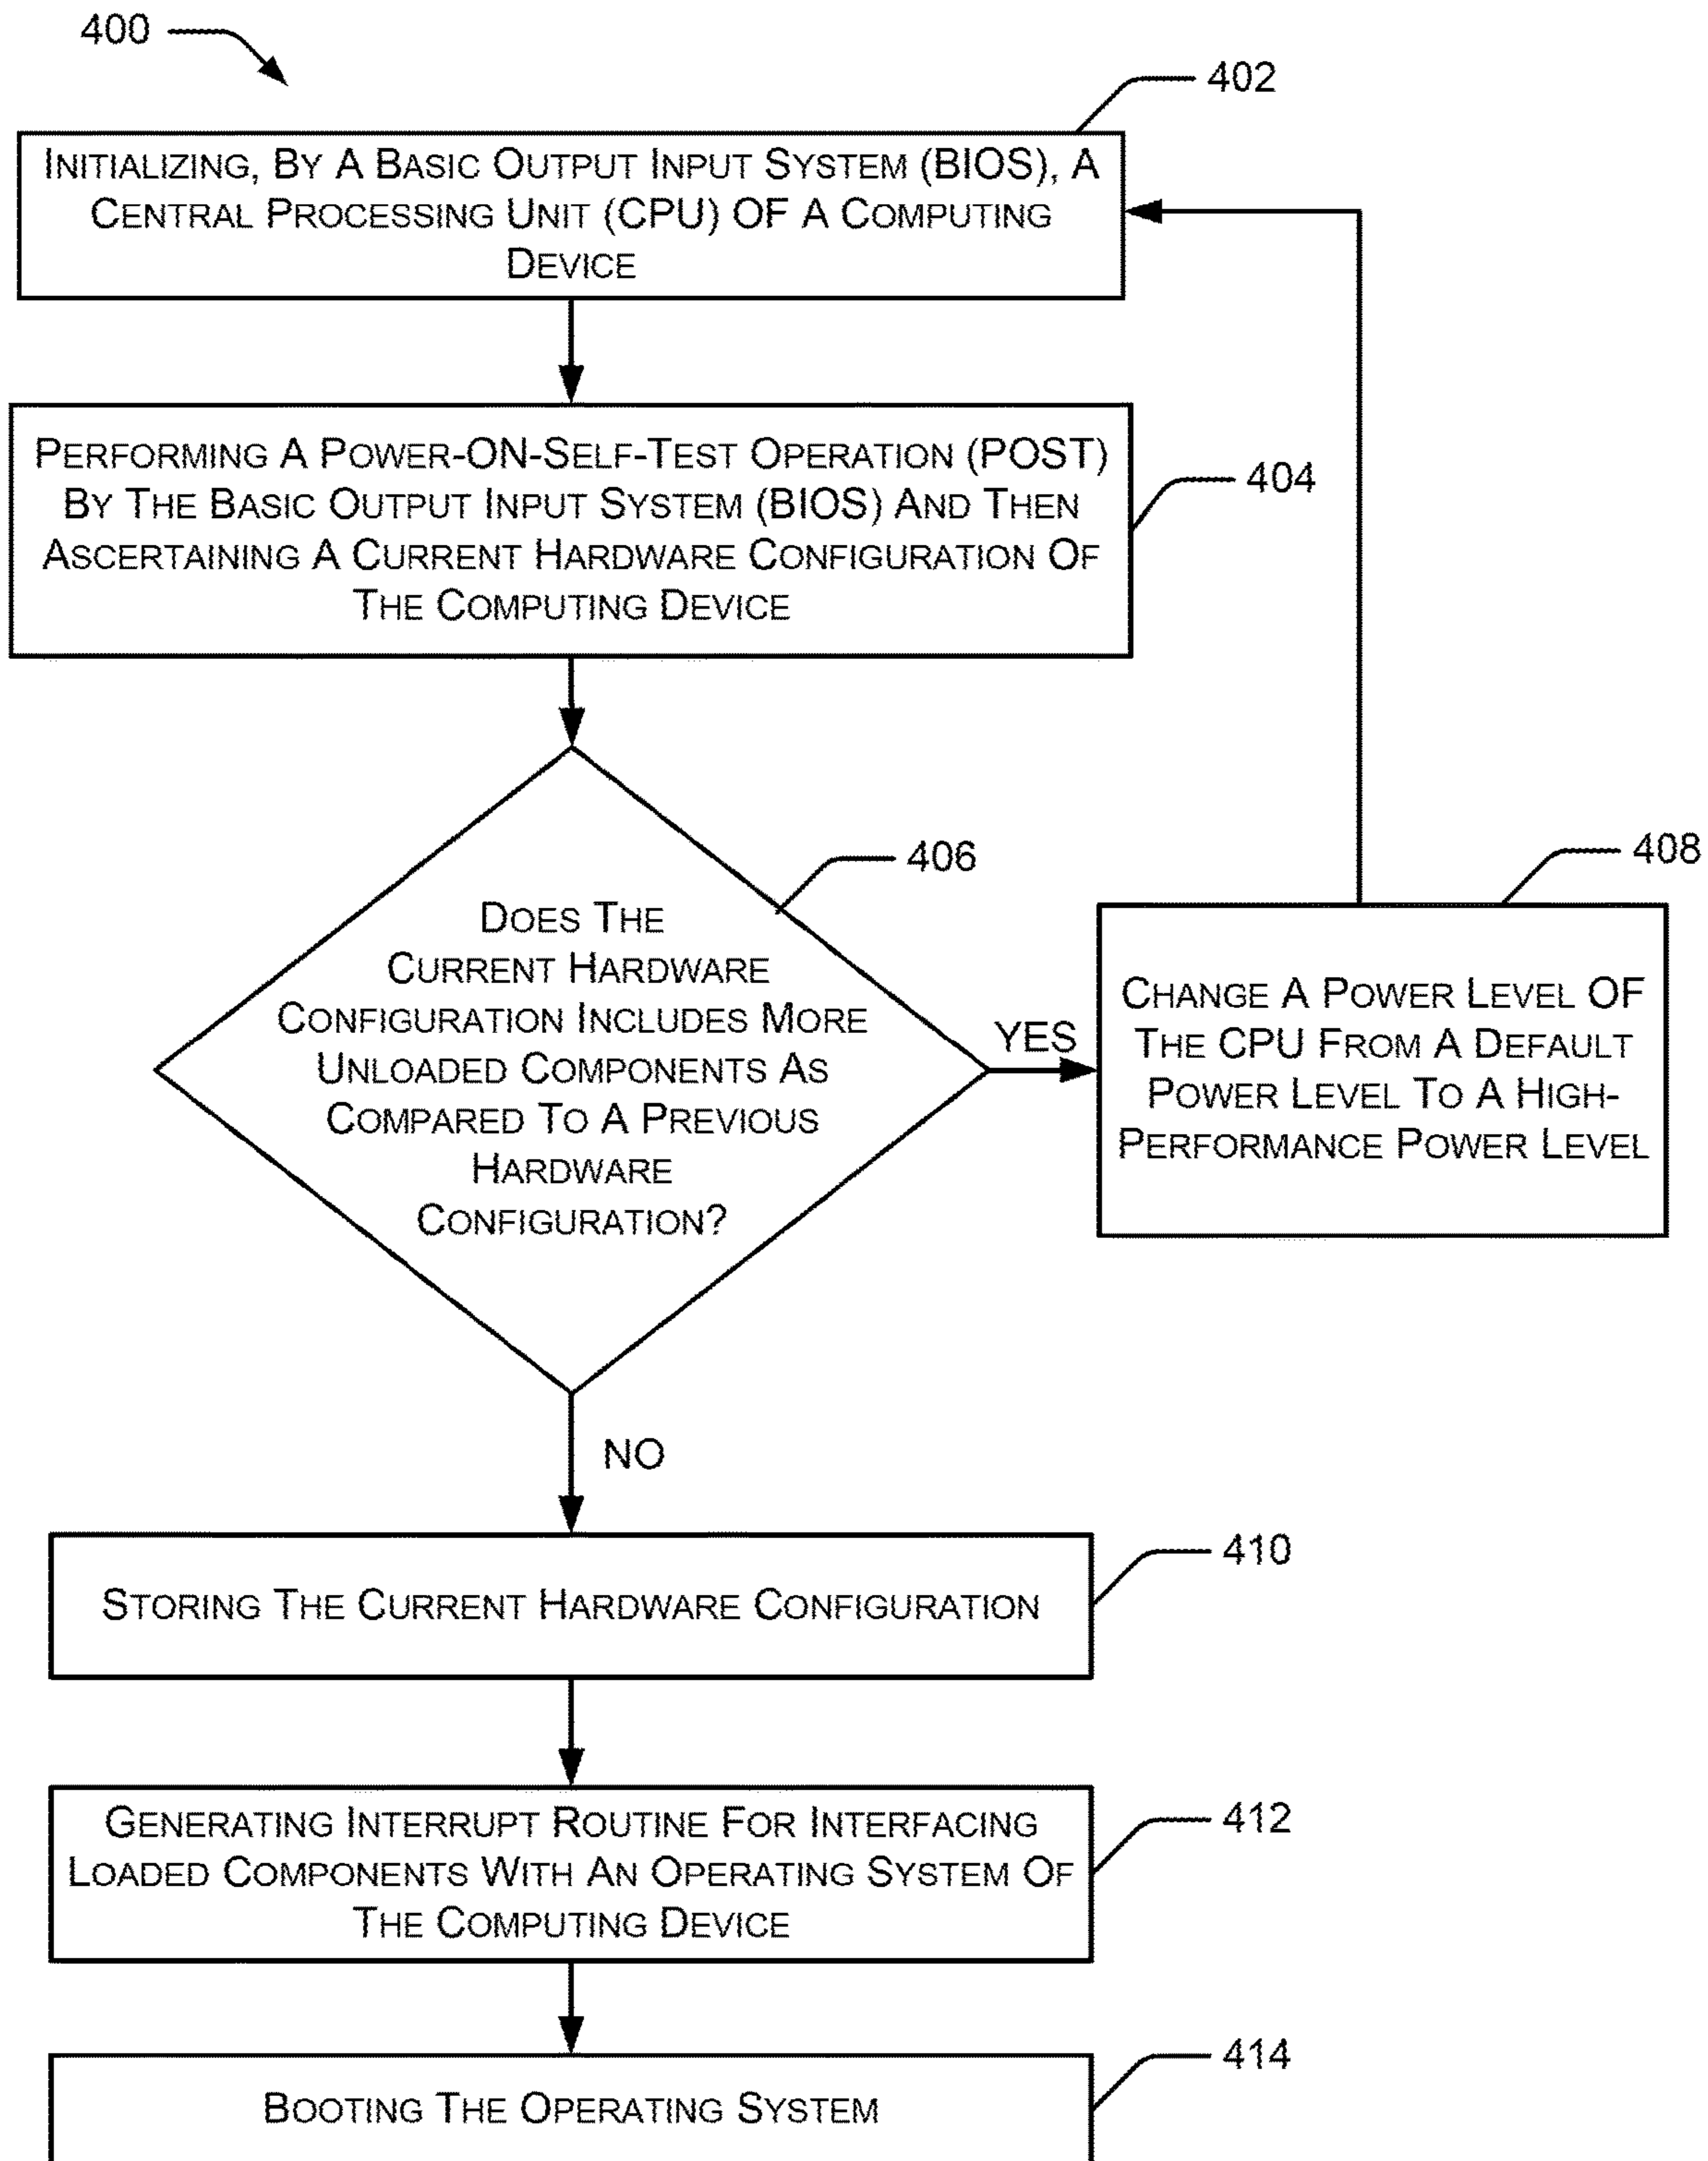 400
402
INITIALIZING, BY A BASIC OUTPUT INPUT SYSTEM (BIOS), A
CENTRAL PROCESSING UNIT (CPU) OF A COMPUTING
DEVICE
PERFORMING A POWER-ON-SELF-TEST OPERATION (POST)
BY THE BASIC OUTPUT INPUT SYSTEM (BIOS) AND THEN
ASCERTAINING A CURRENT HARDWARE CONFIGURATION OF
THE COMPUTING DEVICE
404
406
DOES THE
CURRENT HARDWARE
CONFIGURATION INCLUDES MORE
UNLOADED COMPONENTS AS
COMPARED TO A PREVIOUS
HARDWARE
CONFIGURATION?
YES
408
CHANGE A POWER LEVEL OF
THE CPU FROM A DEFAULT
POWER LEVEL TO A HIGH-
PERFORMANCE POWER LEVEL
NO
410
STORING THE CURRENT HARDWARE CONFIGURATION
412
GENERATING INTERRUPT ROUTINE FOR INTERFACING
LOADED COMPONENTS WITH AN OPERATING SYSTEM OF
THE COMPUTING DEVICE
414
BOOTING THE OPERATING SYSTEM